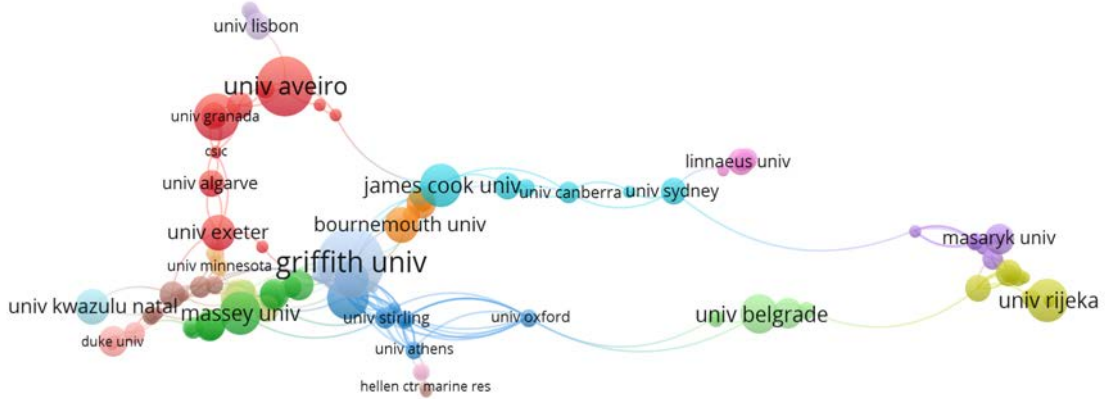 univ lisbon
univ aveiro
univ granada
csic
linnaeus univ
univ algarve
james cook univ
univ canberra
univ sydney
bournemouth univ
univ exeter
masaryk univ
univ minnesota
griffith univ
univ kwazulu natal
massey univ
univ stirling
univ oxford
univ belgrade
univ rijeka
duke univ
univ athens
hellen ctr marine res